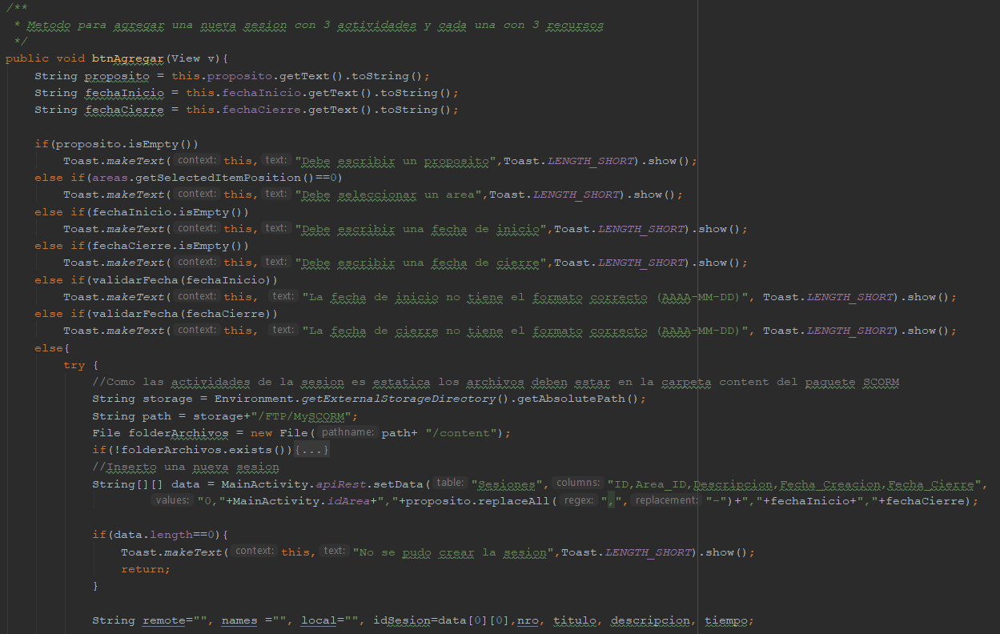 /**
 * Metodo para agregar una nueva sesion con 3 actividades y cada una con 3 recursos
 */
public void btnAgregar(View v){
    String proposito = this.proposito.getText().toString();
    String fechaInicio = this.fechaInicio.getText().toString();
    String fechaCierre = this.fechaCierre.getText().toString();

    if(proposito.isEmpty())
        Toast.makeText( context: this, text: "Debe escribir un proposito",Toast.LENGTH_SHORT).show();
    else if(areas.getSelectedItemPosition()==0)
        Toast.makeText( context: this, text: "Debe seleccionar un area",Toast.LENGTH_SHORT).show();
    else if(fechaInicio.isEmpty())
        Toast.makeText( context: this, text: "Debe escribir una fecha de inicio",Toast.LENGTH_SHORT).show();
    else if(fechaCierre.isEmpty())
        Toast.makeText( context: this, text: "Debe escribir una fecha de cierre",Toast.LENGTH_SHORT).show();
    else if(validarFecha(fechaInicio))
        Toast.makeText( context: this, text: "La fecha de inicio no tiene el formato correcto (AAAA-MM-DD)", Toast.LENGTH_SHORT).show();
    else if(validarFecha(fechaCierre))
        Toast.makeText( context: this, text: "La fecha de cierre no tiene el formato correcto (AAAA-MM-DD)", Toast.LENGTH_SHORT).show();
    else{
        try {
            //Como las actividades de la sesion es estatica los archivos deben estar en la carpeta content del paquete SCORM
            String storage = Environment.getExternalStorageDirectory().getAbsolutePath();
            String path = storage+"/FTP/MySCORM";
            File folderArchivos = new File( pathname: path+ "/content");
            if(!folderArchivos.exists()){...}
            //Inserto una nueva sesion
            String[][] data = MainActivity.apiRest.setData( table: "Sesiones", columns: "ID,Area_ID,Descripcion,Fecha_Creacion,Fecha_Cierre",
                    values: "0,"+MainActivity.idArea+","+proposito.replaceAll( regex: ",", replacement: "-")+","+fechaInicio+","+fechaCierre);

            if(data.length==0){
                Toast.makeText( context: this, text: "No se pudo crear la sesion",Toast.LENGTH_SHORT).show();
                return;
            }

            String remote="", names ="", local="", idSesion=data[0][0],nro, titulo, descripcion, tiempo;